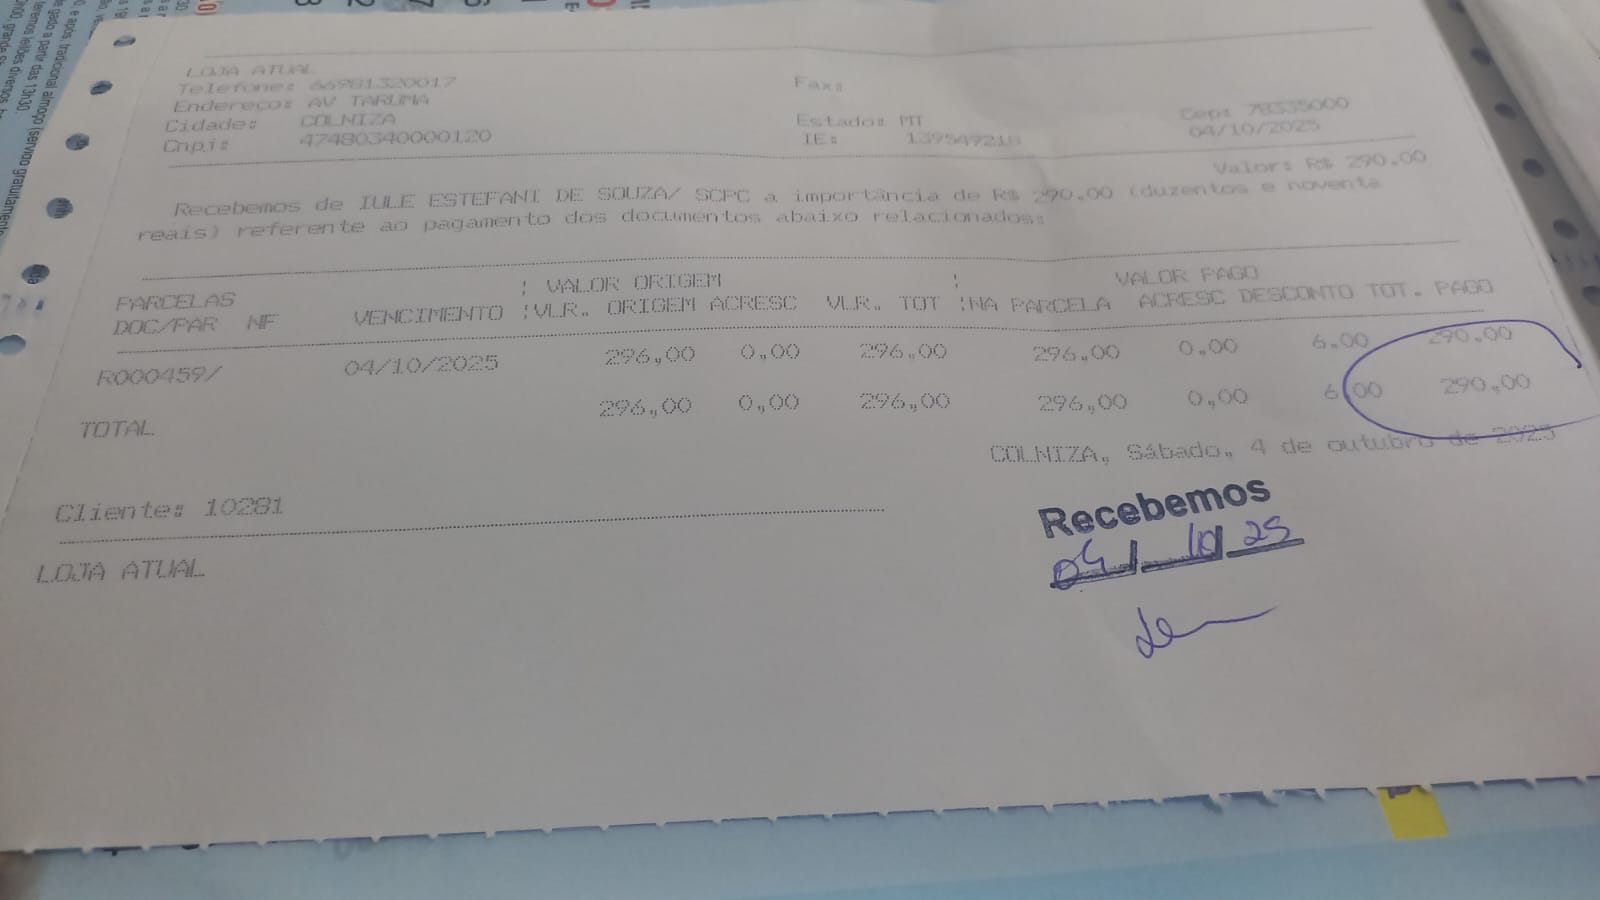 LOJA ATUAL
Telefone: 66981320017 Fax:
Endereço: AV TARUMA
Cidade: COLNIZA Estado: MT Cep: 78335000
Cnpj: 47480340000120 IE: 139549218 04/10/2025
Valor: R$ 290,00
Recebemos de IULE ESTEFANI DE SOUZA/ SCPC a importância de R$ 290,00 (duzentos e noventa
reais) referente ao pagamento dos documentos abaixo relacionados:
PARCELAS ¦ VALOR ORIGEM ¦ VALOR PAGO
DOC/PAR NF VENCIMENTO ¦VLR. ORIGEM ACRESC VLR. TOT ¦NA PARCELA ACRESC DESCONTO TOT. PAGO
R000459/ 04/10/2025 296,00 0,00 296,00 296,00 0,00 6,00 290,00
TOTAL 296,00 0,00 296,00 296,00 0,00 6,00 290,00
COLNIZA, Sábado, 4 de outubro de 2025
Cliente: 10281
LOJA ATUAL
Recebemos
04/10/25